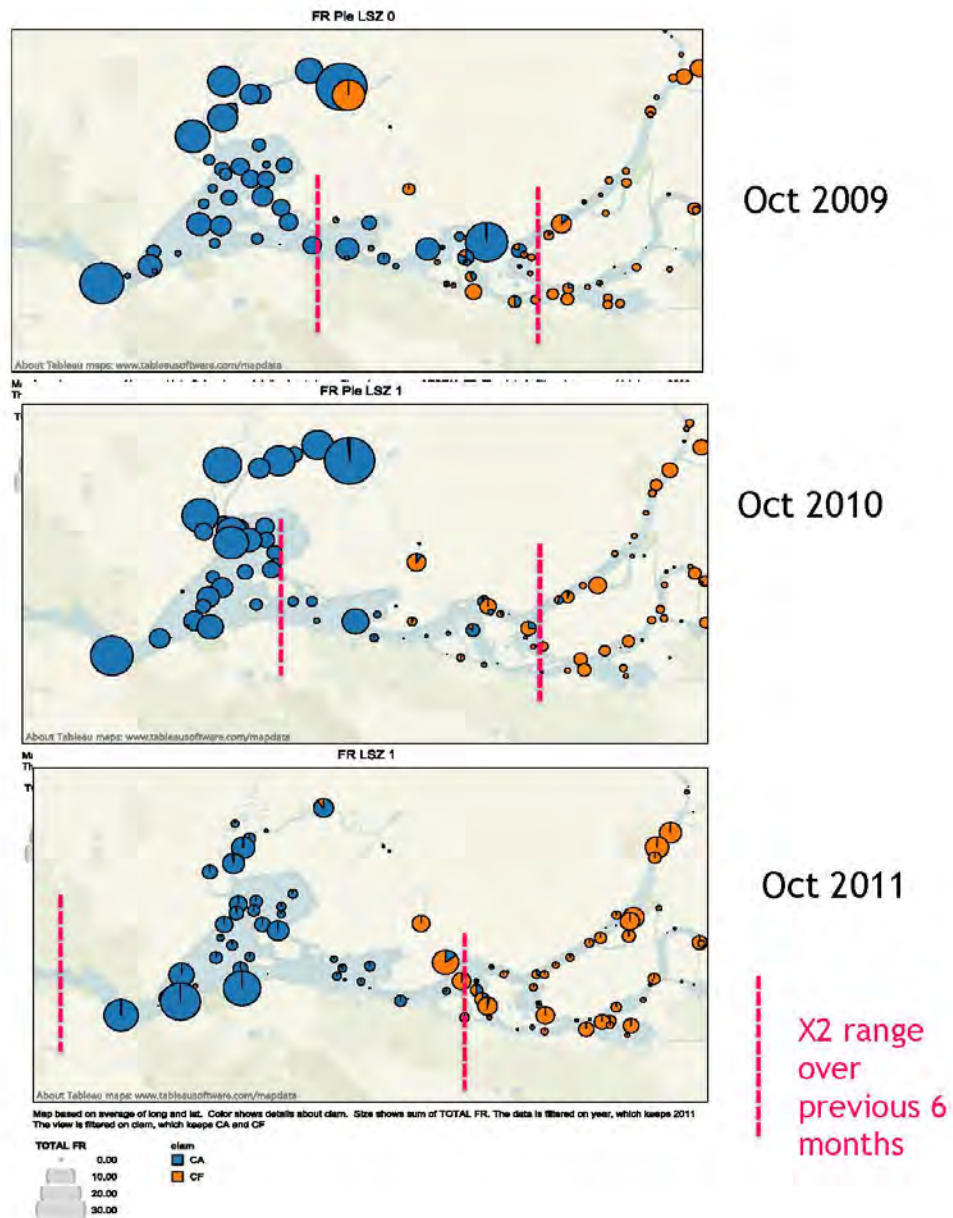 FR Pie LSZ 0
Oct 2009
About Tableau maps: www.tableausoftware.com/mapdata
FR Pie LSZ 1
Oct 2010
About Tableau maps: www.tableausoftware.com/mapdata
FR LSZ 1
Oct 2011
About Tableau maps: www.tableausoftware.com/mapdata
X2 range
over
previous 6
months
Map based on average of long and lat. Color shows details about clam. Size shows sum of TOTAL FR. The data is filtered on year, which keeps 2011
The view is filtered on clam, which keeps CA and CF
TOTAL FR
0.00
10.00
20.00
30.00
clam
CA
CF